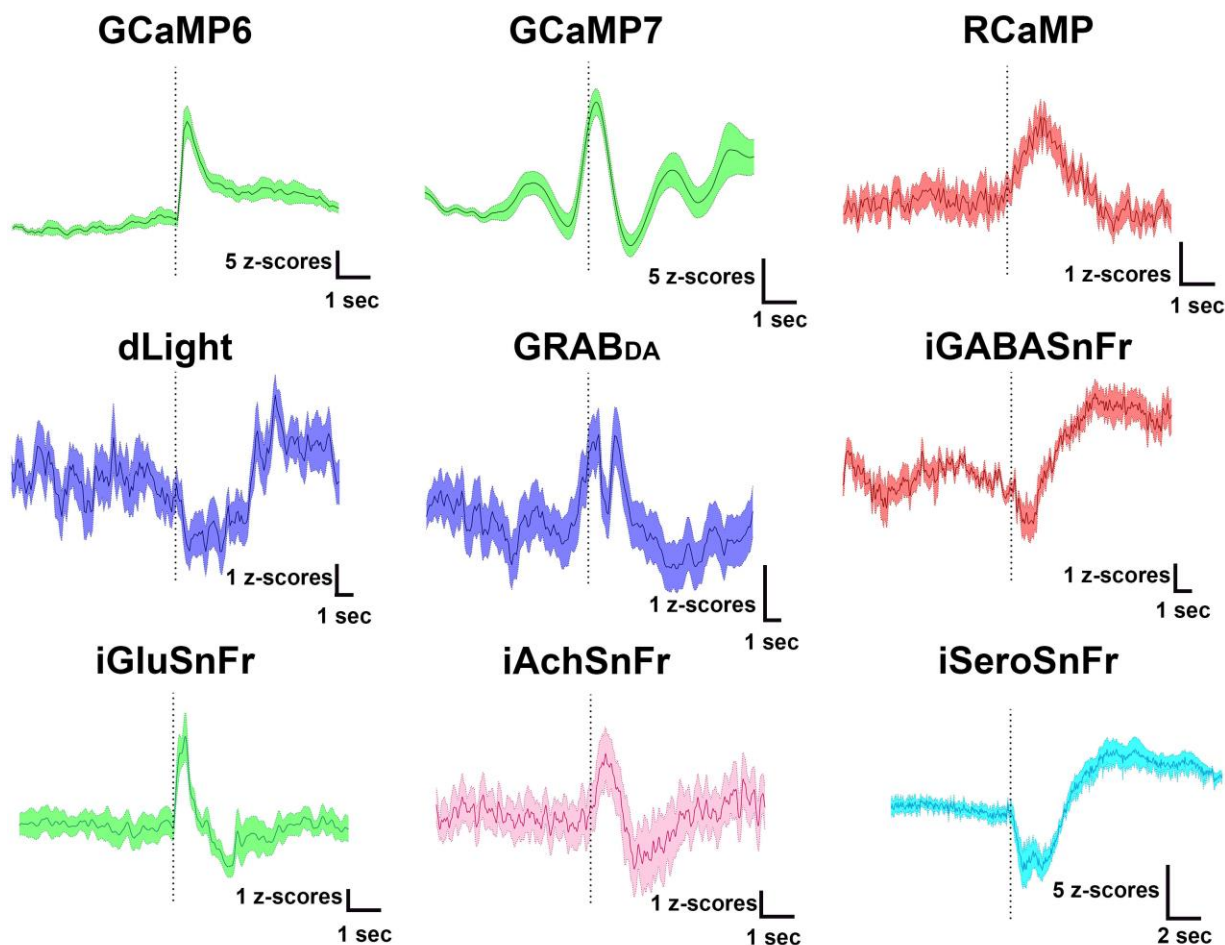 GCaMP6
GCaMP7
RCaMP
5 z-scores
1 sec
5 z-scores
1 sec
1 z-scores
1 sec
dLight
GRABDA
iGABASnFr
1 z-scores
1 sec
1 z-scores
1 sec
1 z-scores
1 sec
iGluSnFr
iAchSnFr
iSeroSnFr
1 z-scores
1 sec
1 z-scores
1 sec
5 z-scores
2 sec